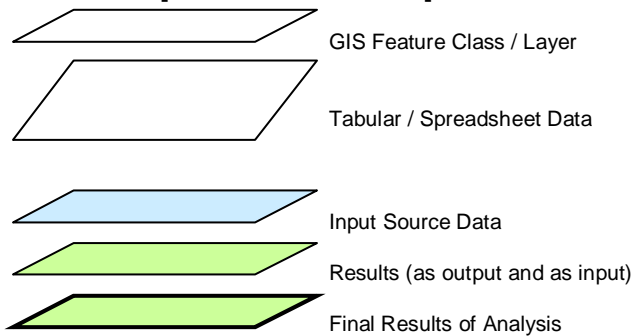 GIS Feature Class / Layer
Tabular / Spreadsheet Data
Input Source Data
Results (as output and as input)
Final Results of Analysis